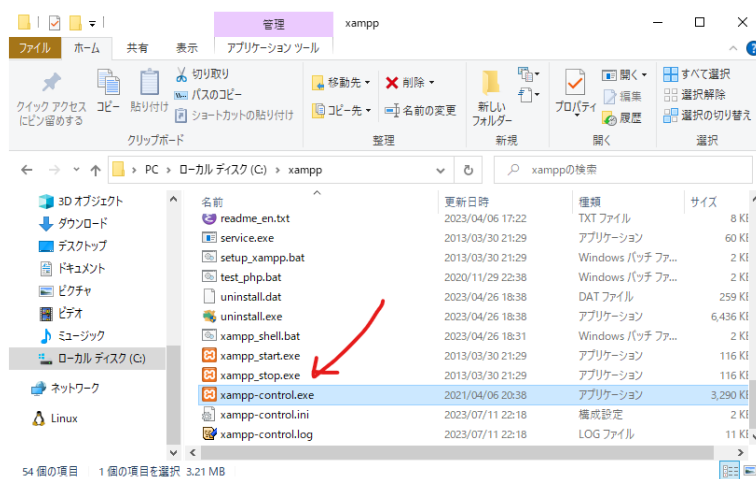 管理
xampp
ファイル ホーム 共有 表示 アプリケーション ツール
クイック アクセス
にピン留めする
コピー
貼り付け
切り取り
パスのコピー
ショートカットの貼り付け
クリップボード
移動先
コピー先
削除
名前の変更
整理
新しい
フォルダー
新規
プロパティ
開く
編集
履歴
開く
すべて選択
選択解除
選択の切り替え
選択
PC › ローカル ディスク (C:) › xampp
xamppの検索
3D オブジェクト
ダウンロード
デスクトップ
ドキュメント
ピクチャ
ビデオ
ミュージック
ローカル ディスク (C:)
ネットワーク
Linux
名前 更新日時 種類 サイズ
readme_en.txt 2023/04/06 17:22 TXT ファイル 8 KB
service.exe 2013/03/30 21:29 アプリケーション 60 KB
setup_xampp.bat 2013/03/30 21:29 Windows バッチ ファ... 2 KB
test_php.bat 2020/11/29 22:38 Windows バッチ ファ... 2 KB
uninstall.dat 2023/04/26 18:38 DAT ファイル 259 KB
uninstall.exe 2023/04/26 18:38 アプリケーション 6,436 KB
xampp_shell.bat 2023/04/26 18:31 Windows バッチ ファ... 2 KB
xampp_start.exe 2013/03/30 21:29 アプリケーション 116 KB
xampp_stop.exe 2013/03/30 21:29 アプリケーション 116 KB
xampp-control.exe 2021/04/06 20:38 アプリケーション 3,290 KB
xampp-control.ini 2023/07/11 22:18 構成設定 2 KB
xampp-control.log 2023/07/11 22:18 LOG ファイル 11 KB
54 個の項目 1 個の項目を選択 3.21 MB